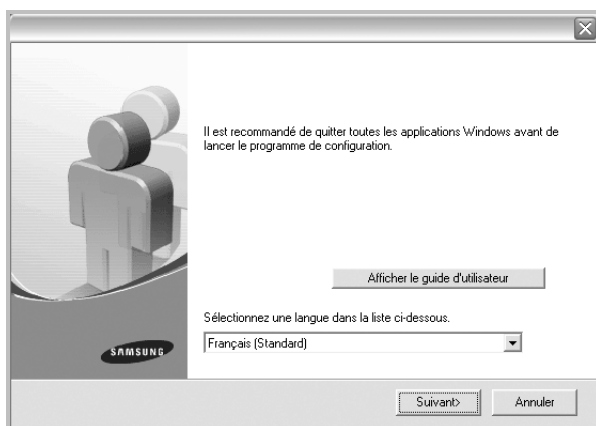 Il est recommandé de quitter toutes les applications Windows avant de
lancer le programme de configuration.
Afficher le guide d'utilisateur
Sélectionnez une langue dans la liste ci-dessous.
Français (Standard)
SAMSUNG
Suivant>
Annuler